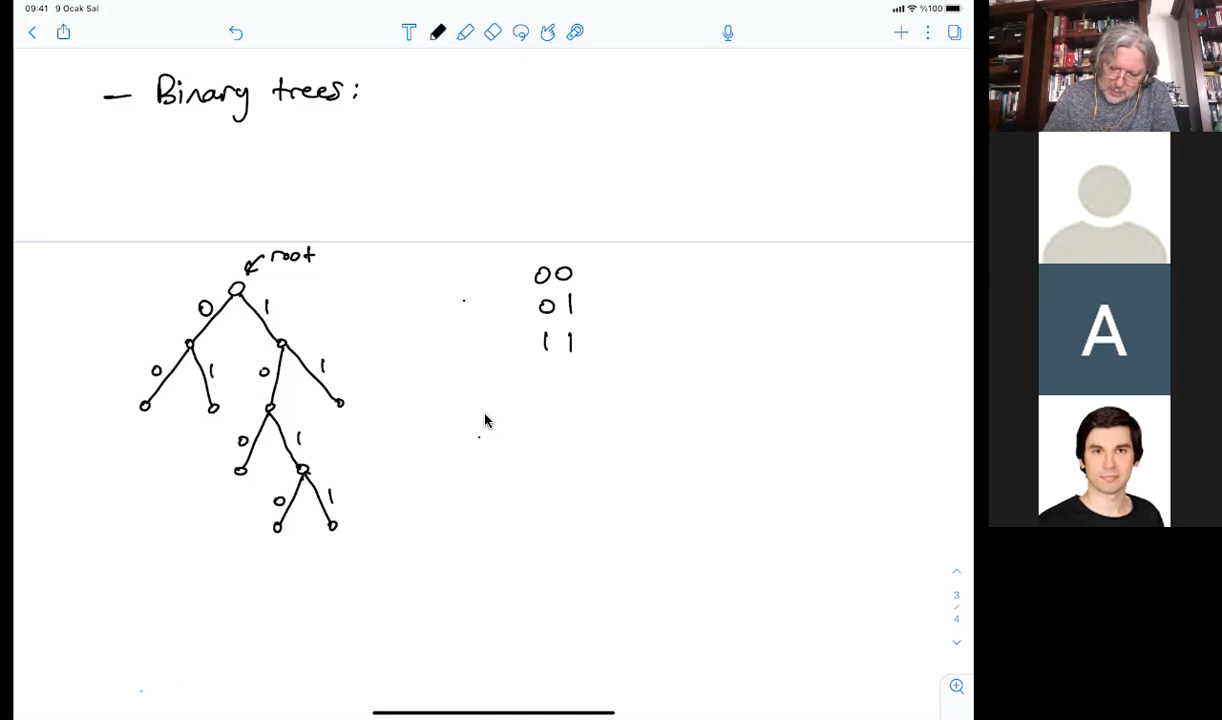 09:41 9 Ocak Sal
%100
T
— Binary trees:
root
0 1
0 1 0 1
0 1
0 1
00
01
11
A
3
/
4